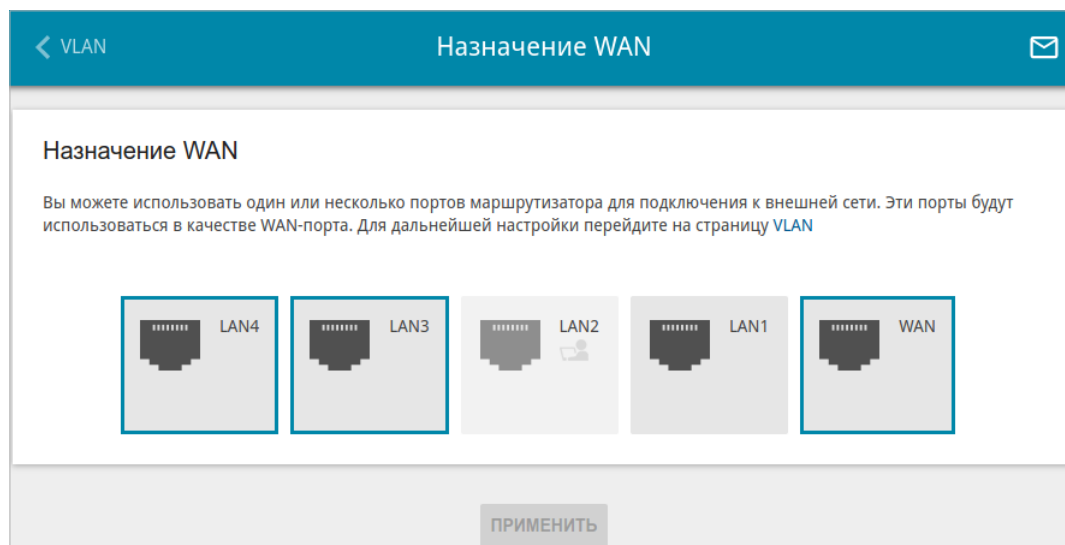 VLAN
Назначение WAN
Назначение WAN
Вы можете использовать один или несколько портов маршрутизатора для подключения к внешней сети. Эти порты будут
использоваться в качестве WAN-порта. Для дальнейшей настройки перейдите на страницу VLAN
LAN4
LAN3
LAN2
LAN1
WAN
ПРИМЕНИТЬ